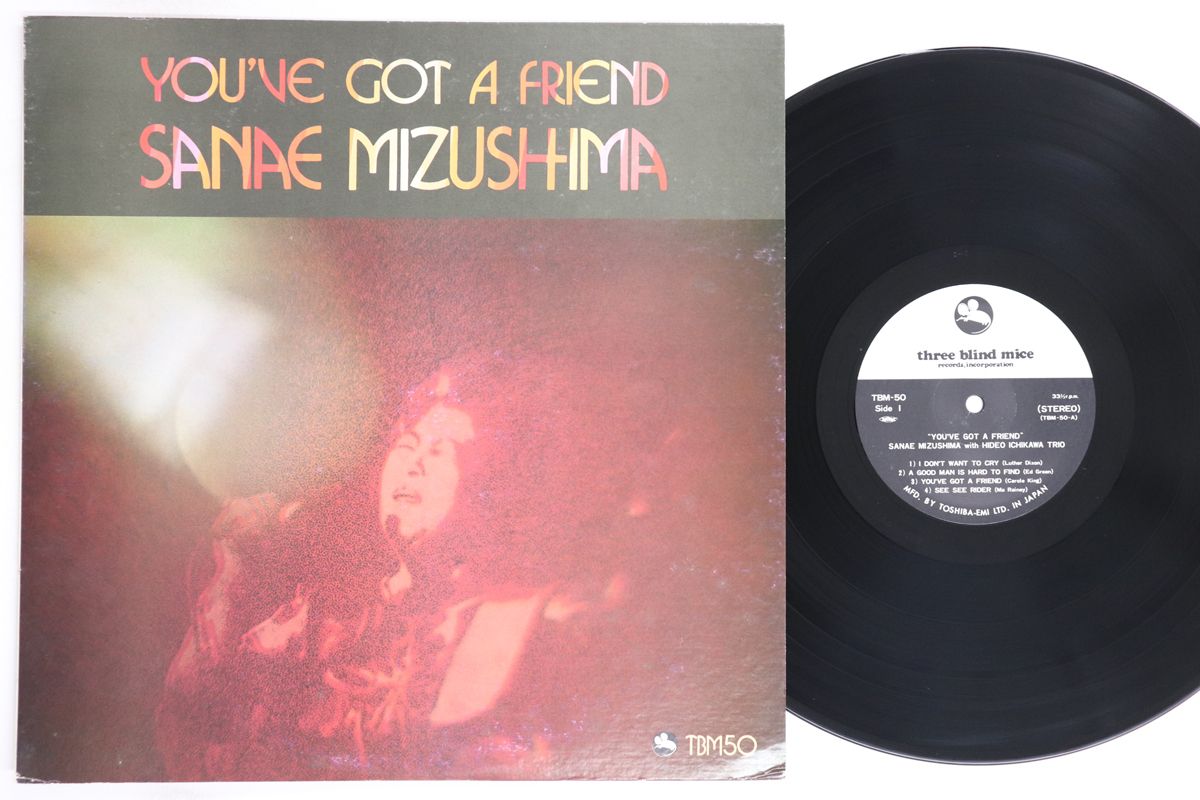 YOU'VE GOT A FRIEND
SANAE MIZUSHIMA
TBM50
three blind mice
records, incorporation
TBM-50
Side 1
33⅓r.p.m.
(STEREO)
(TBM-50-A)
"YOU'VE GOT A FRIEND"
SANAE MIZUSHIMA with HIDEO ICHIKAWA TRIO
1) I DON'T WANT TO CRY (Luther Dixon)
2) A GOOD MAN IS HARD TO FIND (Ed Green)
3) YOU'VE GOT A FRIEND (Carole King)
4) SEE SEE RIDER (Ma Rainey)
MFD. BY TOSHIBA-EMI LTD. IN JAPAN